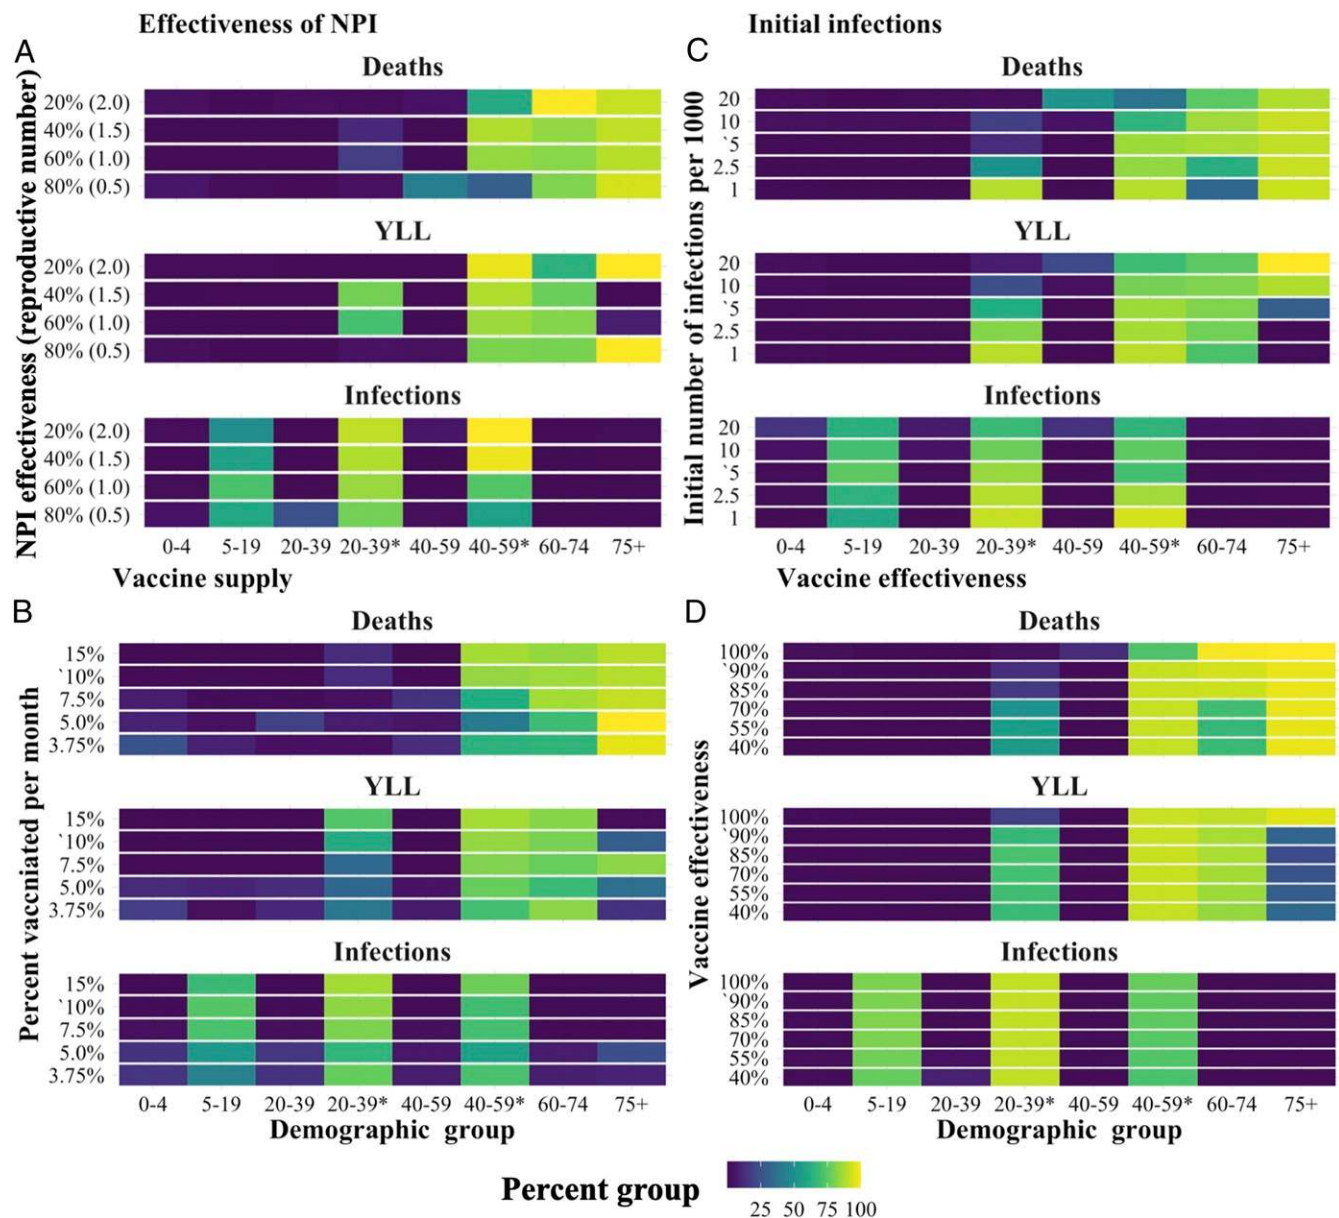 Effectiveness of NPI
A
Deaths
NPI effectiveness (reproductive number)
20% (2.0)
40% (1.5)
60% (1.0)
80% (0.5)
YLL
20% (2.0)
40% (1.5)
60% (1.0)
80% (0.5)
Infections
20% (2.0)
40% (1.5)
60% (1.0)
80% (0.5)
0-4 5-19 20-39 20-39* 40-59 40-59* 60-74 75+
Initial infections
C
Deaths
Initial number of infections per 1000
20
10
`5
2.5
1
YLL
20
10
`5
2.5
1
Infections
20
10
`5
2.5
1
0-4 5-19 20-39 20-39* 40-59 40-59* 60-74 75+
Vaccine supply
B
Deaths
Percent vaccniated per month
15%
`10%
7.5%
5.0%
3.75%
YLL
15%
`10%
7.5%
5.0%
3.75%
Infections
15%
`10%
7.5%
5.0%
3.75%
0-4 5-19 20-39 20-39* 40-59 40-59* 60-74 75+
Demographic group
Vaccine effectiveness
D
Deaths
Vaccine effectiveness
100%
`90%
85%
70%
55%
40%
YLL
100%
`90%
85%
70%
55%
40%
Infections
100%
`90%
85%
70%
55%
40%
0-4 5-19 20-39 20-39* 40-59 40-59* 60-74 75+
Demographic group
Percent group
25 50 75 100